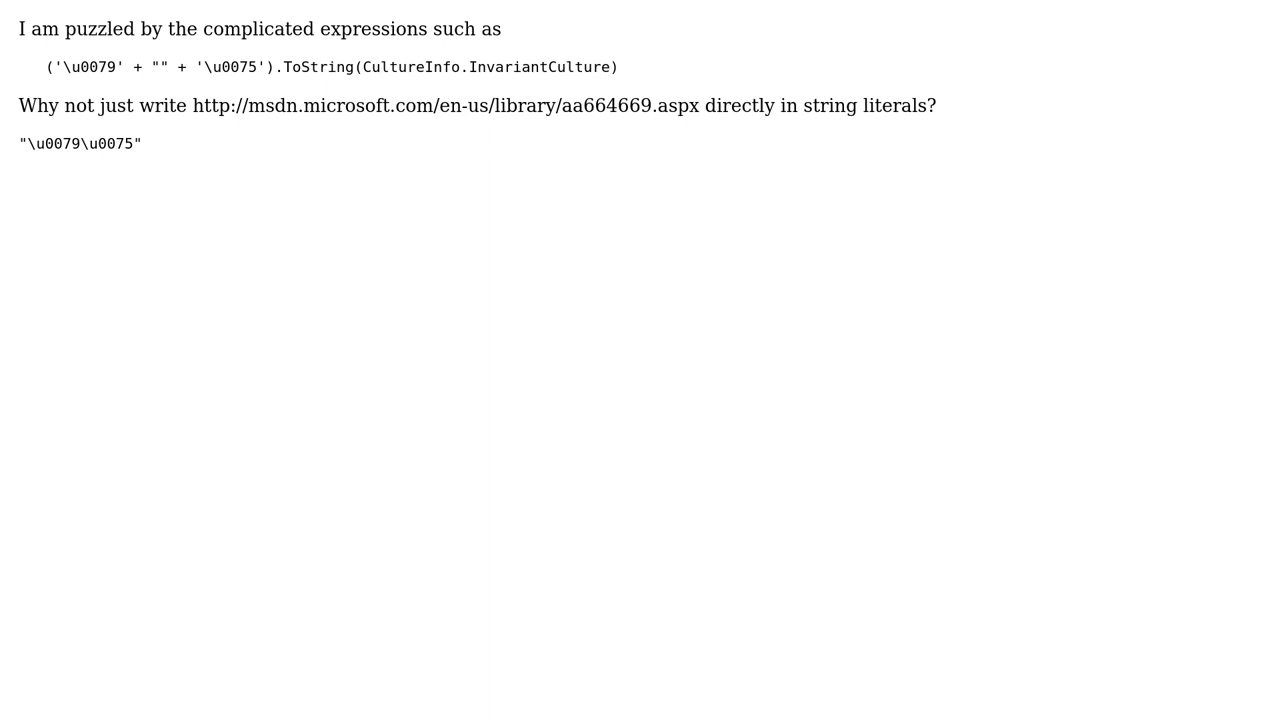 I am puzzled by the complicated expressions such as
('\u0079' + "" + '\u0075').ToString(CultureInfo.InvariantCulture)
Why not just write http://msdn.microsoft.com/en-us/library/aa664669.aspx directly in string literals?
"\u0079\u0075"